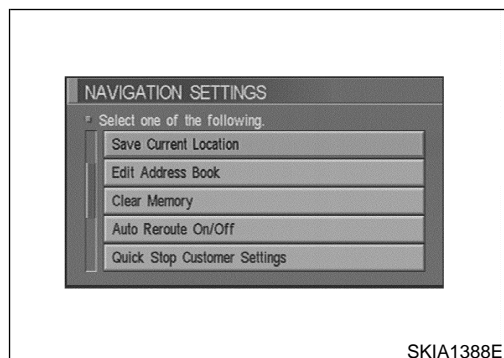 NAVIGATION SETTINGS
Select one of the following.
Save Current Location
Edit Address Book
Clear Memory
Auto Reroute On/Off
Quick Stop Customer Settings
SKIA1388E